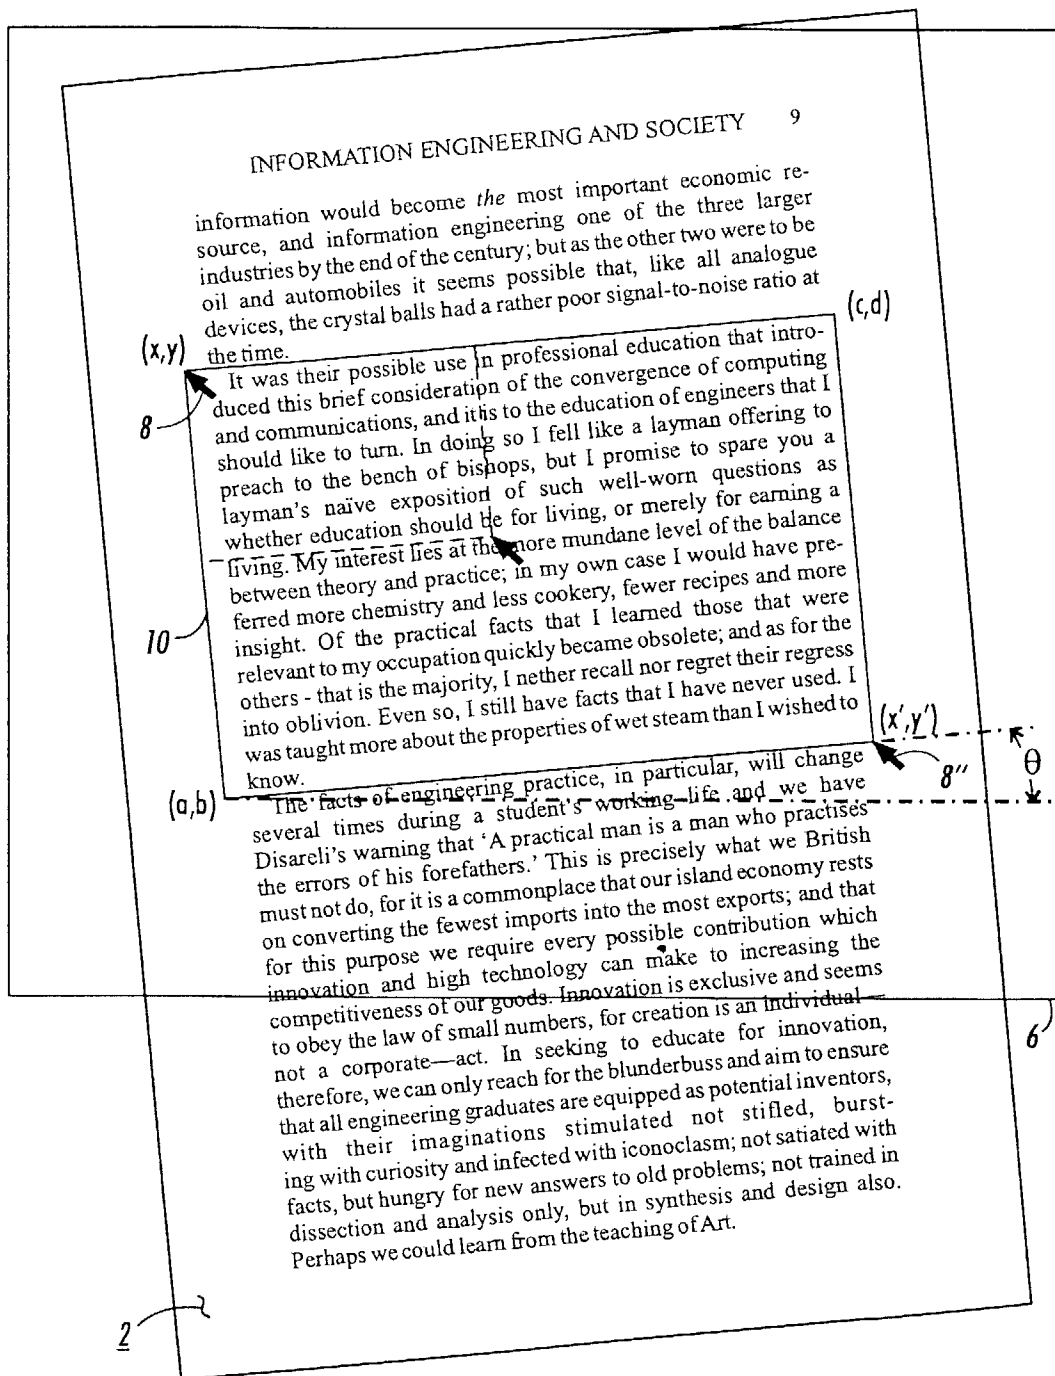 INFORMATION ENGINEERING AND SOCIETY 9
information would become the most important economic re-
source, and information engineering one of the three larger
industries by the end of the century; but as the other two were to be
oil and automobiles it seems possible that, like all analogue
devices, the crystal balls had a rather poor signal-to-noise ratio at
the time.
(x,y)
(c,d)
8
It was their possible use in professional education that intro-
duced this brief consideration of the convergence of computing
and communications, and it is to the education of engineers that I
should like to turn. In doing so I fell like a layman offering to
preach to the bench of bishops, but I promise to spare you a
layman's naïve exposition of such well-worn questions as
whether education should be for living, or merely for earning a
living. My interest lies at the more mundane level of the balance
between theory and practice; in my own case I would have pre-
ferred more chemistry and less cookery, fewer recipes and more
insight. Of the practical facts that I learned those that were
relevant to my occupation quickly became obsolete; and as for the
others - that is the majority, I nether recall nor regret their regress
into oblivion. Even so, I still have facts that I have never used. I
was taught more about the properties of wet steam than I wished to
know.
10
(x',y')
8"
θ
(a,b)
The facts of engineering practice, in particular, will change
several times during a student's working life and we have
Disareli's warning that 'A practical man is a man who practises
the errors of his forefathers.' This is precisely what we British
must not do, for it is a commonplace that our island economy rests
on converting the fewest imports into the most exports; and that
for this purpose we require every possible contribution which
innovation and high technology can make to increasing the
competitiveness of our goods. Innovation is exclusive and seems
to obey the law of small numbers, for creation is an individual—
not a corporate—act. In seeking to educate for innovation,
therefore, we can only reach for the blunderbuss and aim to ensure
that all engineering graduates are equipped as potential inventors,
with their imaginations stimulated not stifled, burst-
ing with curiosity and infected with iconoclasm; not satiated with
facts, but hungry for new answers to old problems; not trained in
dissection and analysis only, but in synthesis and design also.
Perhaps we could learn from the teaching of Art.
6
2